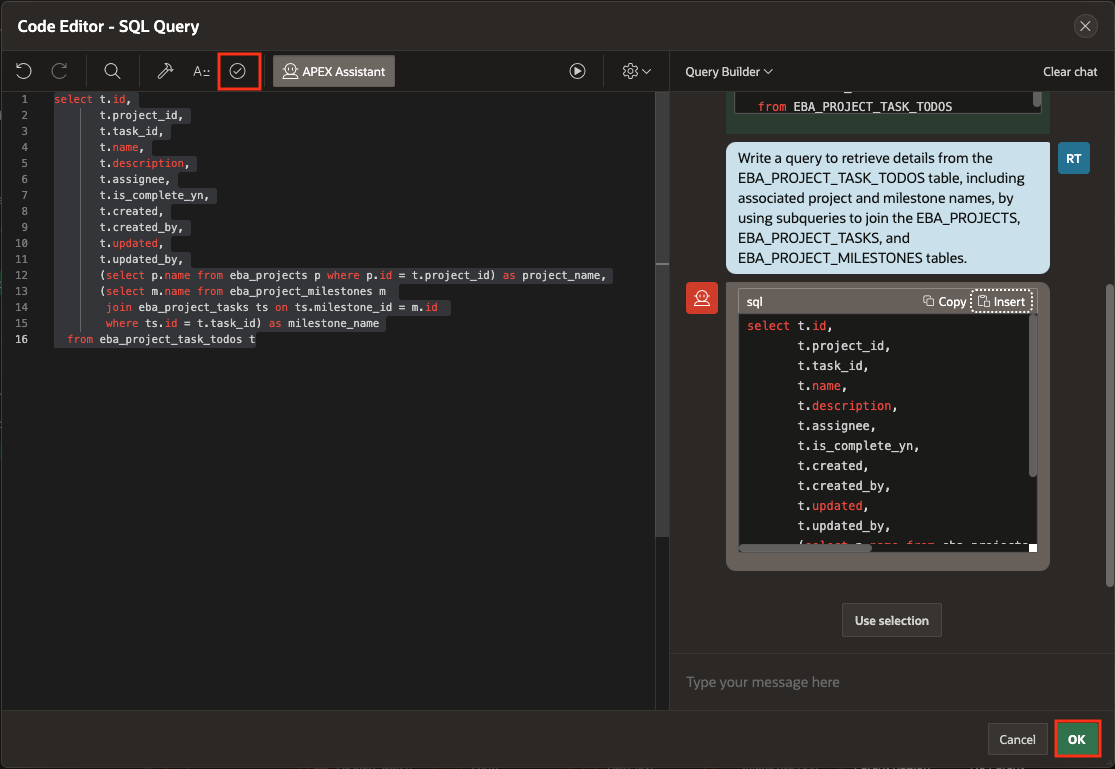 Code Editor - SQL Query
A
APEX Assistant
Query Builder
Clear chat
1 select t.id,
2 t.project_id,
3 t.task_id,
4 t.name,
5 t.description,
6 t.assignee,
7 t.is_complete_yn,
8 t.created,
9 t.created_by,
10 t.updated,
11 t.updated_by,
12 (select p.name from eba_projects p where p.id = t.project_id) as project_name,
13 (select m.name from eba_project_milestones m
14 join eba_project_tasks ts on ts.milestone_id = m.id
15 where ts.id = t.task_id) as milestone_name
16 from eba_project_task_todos t
from EBA_PROJECT_TASK_TODOS
Write a query to retrieve details from the
EBA_PROJECT_TASK_TODOS table, including
associated project and milestone names, by
using subqueries to join the EBA_PROJECTS,
EBA_PROJECT_TASKS, and
EBA_PROJECT_MILESTONES tables.
RT
sql
Copy
Insert
select t.id,
t.project_id,
t.task_id,
t.name,
t.description,
t.assignee,
t.is_complete_yn,
t.created,
t.created_by,
t.updated,
t.updated_by,
(select p.name from eba_projects
Use selection
Type your message here
Cancel
OK